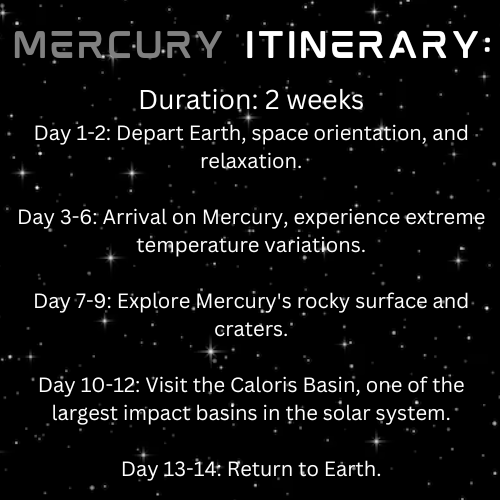 MERCURY ITINERARY:
Duration: 2 weeks
Day 1-2: Depart Earth, space orientation, and
relaxation.
Day 3-6: Arrival on Mercury, experience extreme
temperature variations.
Day 7-9: Explore Mercury's rocky surface and
craters.
Day 10-12: Visit the Caloris Basin, one of the
largest impact basins in the solar system.
Day 13-14: Return to Earth.